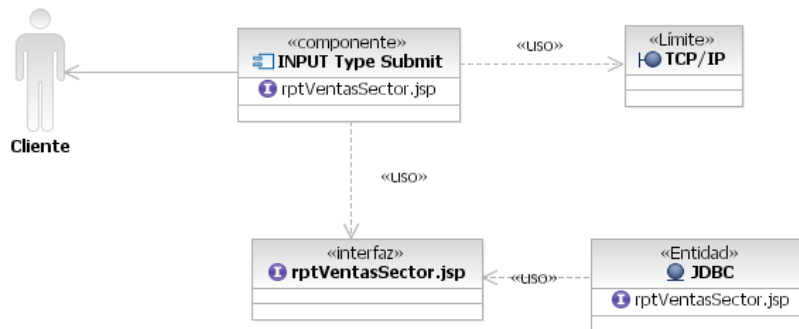 «componente»
INPUT Type Submit
rptVentasSector.jsp
«uso»
«Límite»
TCP/IP
Cliente
«uso»
«interfaz»
rptVentasSector.jsp
«uso»
«Entidad»
JDBC
rptVentasSector.jsp